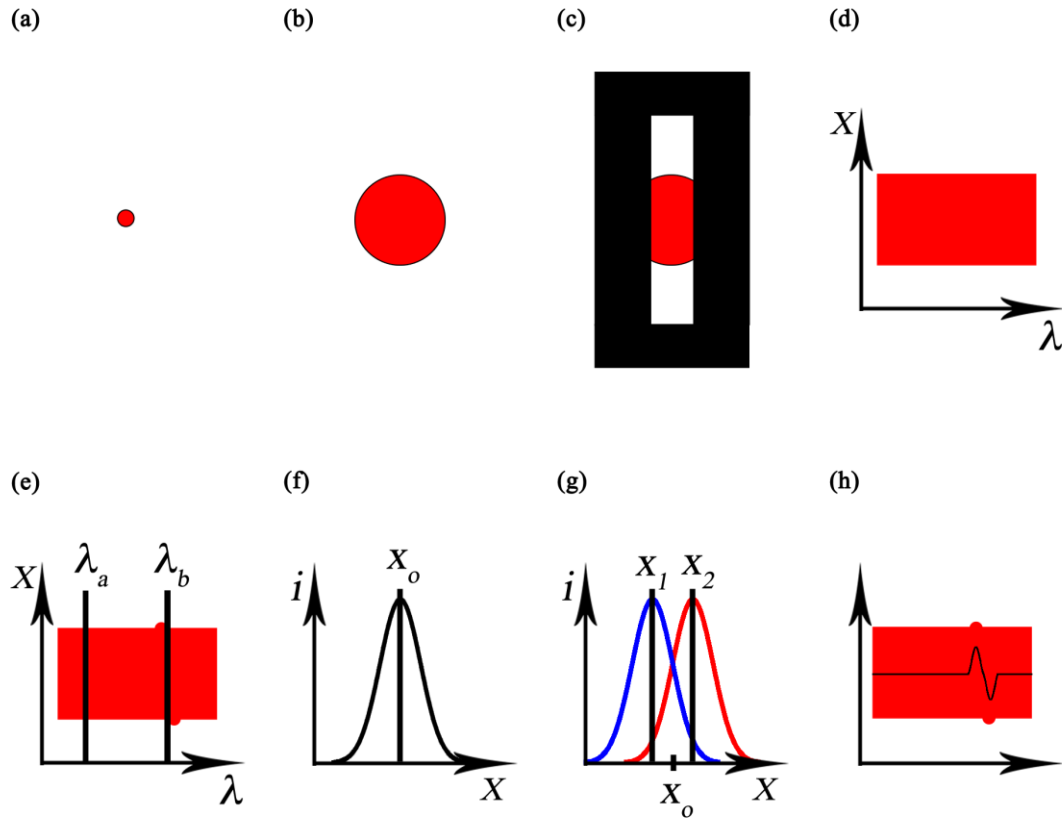 (a)
(b)
(c)
(d)
X
λ
(e)
(f)
(g)
(h)
X
λa
λb
λ
i
xo
X
i
x1
x2
xo
X